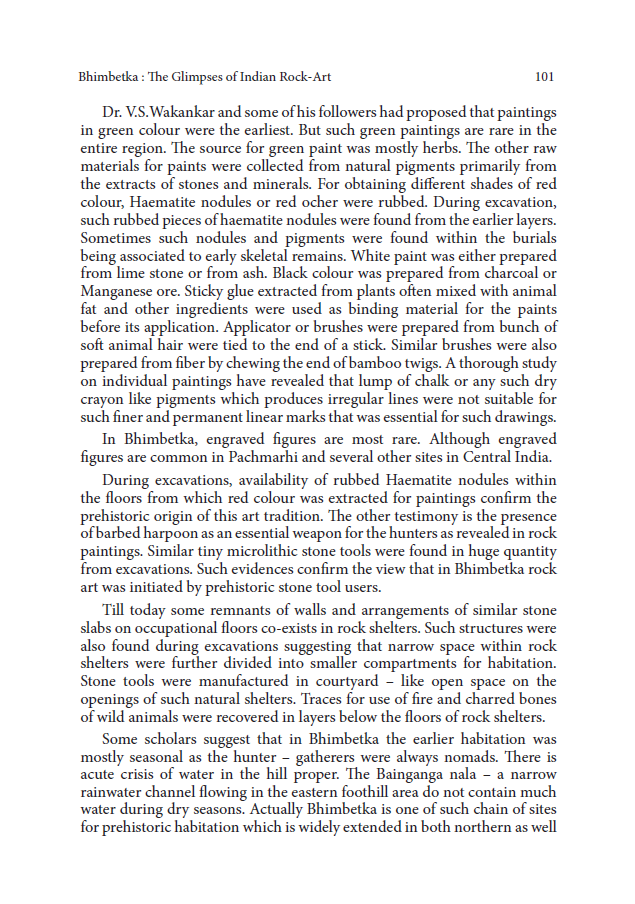 Bhimbetka : The Glimpses of Indian Rock-Art 101
Dr. V.S.Wakankar and some of his followers had proposed that paintings
in green colour were the earliest. But such green paintings are rare in the
entire region. The source for green paint was mostly herbs. The other raw
materials for paints were collected from natural pigments primarily from
the extracts of stones and minerals. For obtaining different shades of red
colour, Haematite nodules or red ocher were rubbed. During excavation,
such rubbed pieces of haematite nodules were found from the earlier layers.
Sometimes such nodules and pigments were found within the burials
being associated to early skeletal remains. White paint was either prepared
from lime stone or from ash. Black colour was prepared from charcoal or
Manganese ore. Sticky glue extracted from plants often mixed with animal
fat and other ingredients were used as binding material for the paints
before its application. Applicator or brushes were prepared from bunch of
soft animal hair were tied to the end of a stick. Similar brushes were also
prepared from fiber by chewing the end of bamboo twigs. A thorough study
on individual paintings have revealed that lump of chalk or any such dry
crayon like pigments which produces irregular lines were not suitable for
such finer and permanent linear marks that was essential for such drawings.
In Bhimbetka, engraved figures are most rare. Although engraved
figures are common in Pachmarhi and several other sites in Central India.
During excavations, availability of rubbed Haematite nodules within
the floors from which red colour was extracted for paintings confirm the
prehistoric origin of this art tradition. The other testimony is the presence
of barbed harpoon as an essential weapon for the hunters as revealed in rock
paintings. Similar tiny microlithic stone tools were found in huge quantity
from excavations. Such evidences confirm the view that in Bhimbetka rock
art was initiated by prehistoric stone tool users.
Till today some remnants of walls and arrangements of similar stone
slabs on occupational floors co-exists in rock shelters. Such structures were
also found during excavations suggesting that narrow space within rock
shelters were further divided into smaller compartments for habitation.
Stone tools were manufactured in courtyard – like open space on the
openings of such natural shelters. Traces for use of fire and charred bones
of wild animals were recovered in layers below the floors of rock shelters.
Some scholars suggest that in Bhimbetka the earlier habitation was
mostly seasonal as the hunter – gatherers were always nomads. There is
acute crisis of water in the hill proper. The Bainganga nala – a narrow
rainwater channel flowing in the eastern foothill area do not contain much
water during dry seasons. Actually Bhimbetka is one of such chain of sites
for prehistoric habitation which is widely extended in both northern as well